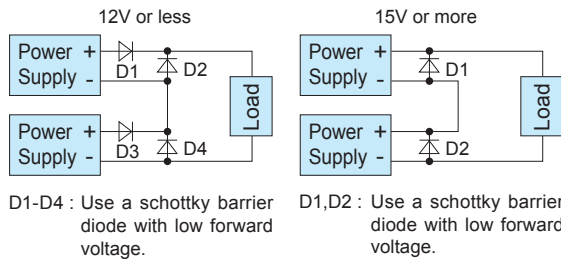 12V or less
Power +
Supply -
D1
D2
Load
Power +
Supply -
D3
D4
D1-D4 : Use a schottky barrier
diode with low forward
voltage.
15V or more
Power +
Supply -
D1
Load
Power +
Supply -
D2
D1,D2 : Use a schottky barrier
diode with low forward
voltage.